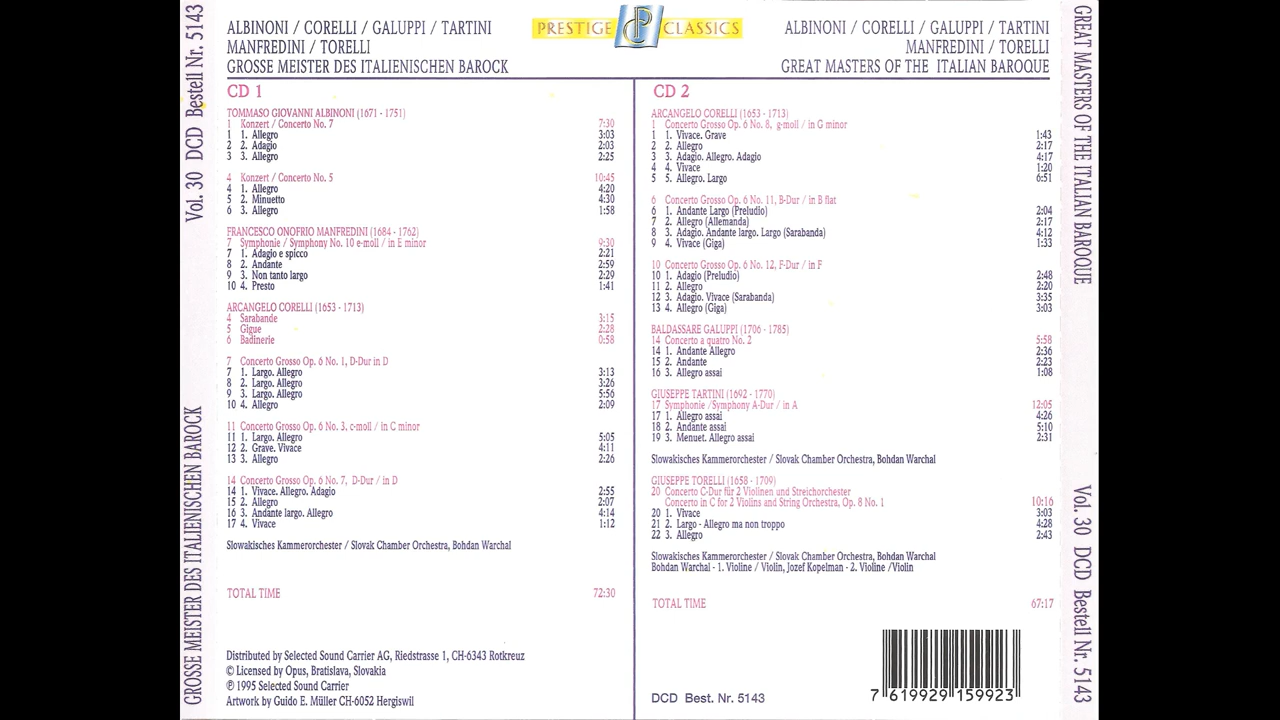 Vol. 30 DCD Bestell Nr. 5143
GROSSE MEISTER DES ITALIENISCHEN BAROCK
ALBINONI / CORELLI / GALUPPI / TARTINI
MANFREDINI / TORELLI
GROSSE MEISTER DES ITALIENISCHEN BAROCK
PRESTIGE CLASSICS
ALBINONI / CORELLI / GALUPPI / TARTINI
MANFREDINI / TORELLI
GREAT MASTERS OF THE ITALIAN BAROQUE
CD 1
TOMMASO GIOVANNI ALBINONI (1671 - 1751)
1 Konzert / Concerto No. 7 7:30
1 1. Allegro 3:03
2 2. Adagio 2:03
3 3. Allegro 2:25
4 Konzert / Concerto No. 5 10:45
4 1. Allegro 4:20
5 2. Minuetto 4:30
6 3. Allegro 1:58
FRANCESCO ONOFRIO MANFREDINI (1684 - 1762)
7 Symphonie / Symphony No. 10 e-moll / in E minor 9:30
7 1. Adagio e spicco 2:21
8 2. Andante 2:59
9 3. Non tanto largo 2:29
10 4. Presto 1:41
ARCANGELO CORELLI (1653 - 1713)
4 Sarabande 3:15
5 Gigue 2:28
6 Badinerie 0:58
7 Concerto Grosso Op. 6 No. 1, D-Dur in D
7 1. Largo. Allegro 3:13
8 2. Largo. Allegro 3:26
9 3. Largo. Allegro 5:56
10 4. Allegro 2:09
11 Concerto Grosso Op. 6 No. 3, c-moll / in C minor
11 1. Largo. Allegro 5:05
12 2. Grave. Vivace 4:11
13 3. Allegro 2:26
14 Concerto Grosso Op. 6 No. 7, D-Dur / in D
14 1. Vivace. Allegro. Adagio 2:55
15 2. Allegro 2:07
16 3. Andante largo. Allegro 4:14
17 4. Vivace 1:12
Slowakisches Kammerorchester / Slovak Chamber Orchestra, Bohdan Warchal
TOTAL TIME 72:30
Distributed by Selected Sound Carrier AG, Riedstrasse 1, CH-6343 Rotkreuz
© Licensed by Opus, Bratislava, Slovakia
℗ 1995 Selected Sound Carrier
Artwork by Guido E. Müller CH-6052 Hergiswil
CD 2
ARCANGELO CORELLI (1653 - 1713)
1 Concerto Grosso Op. 6 No. 8, g-moll / in G minor
1 1. Vivace. Grave 1:43
2 2. Allegro 2:17
3 3. Adagio. Allegro. Adagio 4:17
4 4. Vivace 1:20
5 5. Allegro. Largo 6:51
6 Concerto Grosso Op. 6 No. 11, B-Dur / in B flat
6 1. Andante Largo (Preludio) 2:04
7 2. Allegro (Allemanda) 2:17
8 3. Adagio. Andante largo. Largo (Sarabanda) 4:12
9 4. Vivace (Giga) 1:33
10 Concerto Grosso Op. 6 No. 12, F-Dur / in F
10 1. Adagio (Preludio) 2:48
11 2. Allegro 2:20
12 3. Adagio. Vivace (Sarabanda) 3:35
13 4. Allegro (Giga) 3:03
BALDASSARE GALUPPI (1706 - 1785)
14 Concerto a quatro No. 2 5:58
14 1. Andante Allegro 2:36
15 2. Andante 2:23
16 3. Allegro assai 1:08
GIUSEPPE TARTINI (1692 - 1770)
17 Symphonie /Symphony A-Dur / in A 12:05
17 1. Allegro assai 4:26
18 2. Andante assai 5:10
19 3. Menuet. Allegro assai 2:31
Slowakisches Kammerorchester / Slovak Chamber Orchestra, Bohdan Warchal
GIUSEPPE TORELLI (1658 - 1709)
20 Concerto C-Dur für 2 Violinen und Streichorchester
Concerto in C for 2 Violins and String Orchestra, Op. 8 No. 1 10:16
20 1. Vivace 3:03
21 2. Largo - Allegro ma non troppo 4:28
22 3. Allegro 2:43
Slowakisches Kammerorchester / Slovak Chamber Orchestra, Bohdan Warchal
Bohdan Warchal - 1. Violine / Violin, Jozef Kopelman - 2. Violine /Violin
TOTAL TIME 67:17
DCD Best. Nr. 5143
7 619929 159923
GREAT MASTERS OF THE ITALIAN BAROQUE
Vol. 30 DCD Bestell Nr. 5143